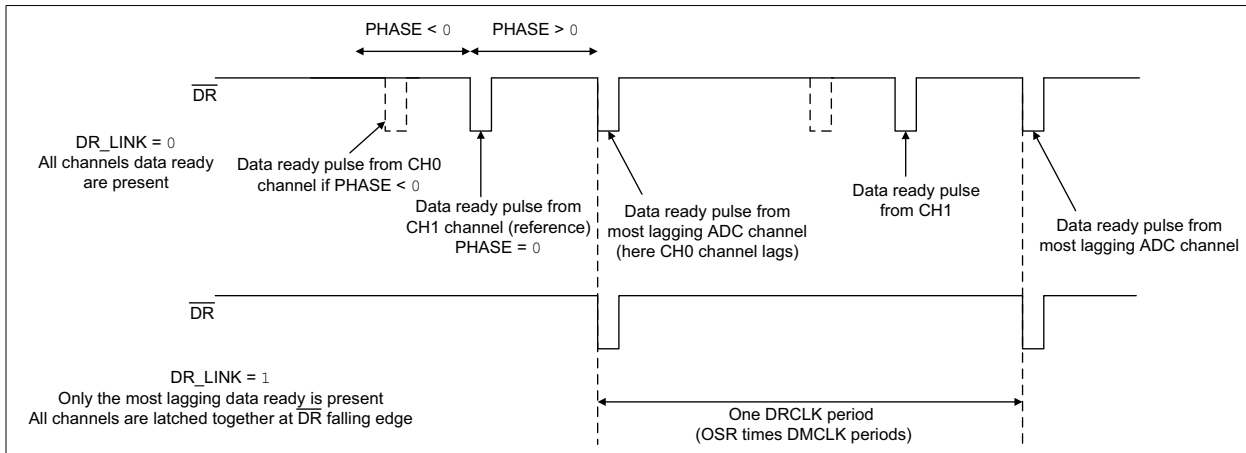 PHASE < 0
PHASE > 0
DR
DR_LINK = 0
All channels data ready
are present
Data ready pulse from CH0
channel if PHASE < 0
Data ready pulse from
CH1 channel (reference)
PHASE = 0
Data ready pulse from
most lagging ADC channel
(here CH0 channel lags)
Data ready pulse
from CH1
Data ready pulse from
most lagging ADC channel
DR
DR_LINK = 1
Only the most lagging data ready is present
All channels are latched together at DR falling edge
One DRCLK period
(OSR times DMCLK periods)